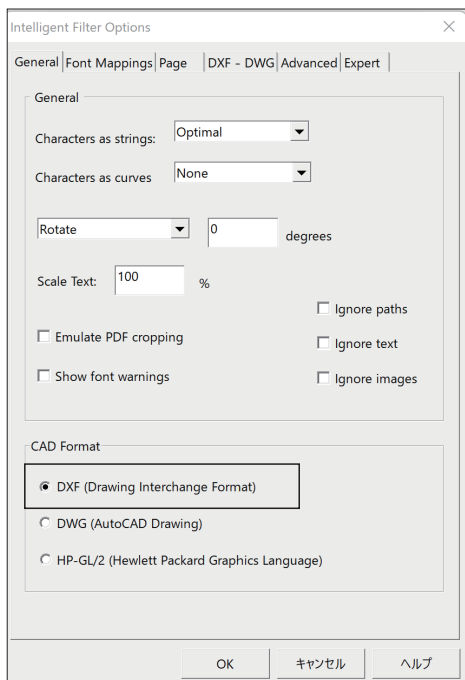 Intelligent Filter Options
General Font Mappings Page DXF - DWG Advanced Expert
General
Characters as strings: Optimal
Characters as curves None
Rotate 0 degrees
Scale Text: 100 %
Ignore paths
Emulate PDF cropping
Ignore text
Show font warnings
Ignore images
CAD Format
DXF (Drawing Interchange Format)
DWG (AutoCAD Drawing)
HP-GL/2 (Hewlett Packard Graphics Language)
OK キャンセル ヘルプ